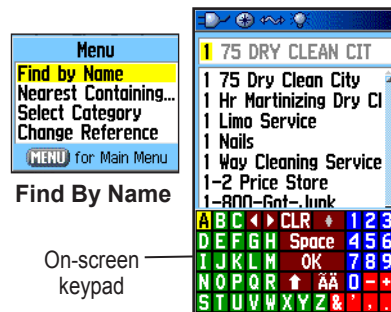 Menu
Find by Name
Nearest Containing...
Select Category
Change Reference
MENU for Main Menu
Find By Name
On-screen
keypad
1 75 DRY CLEAN CIT
1 75 Dry Clean City
1 Hr Martinizing Dry Cl
1 Limo Service
1 Nails
1 Way Cleaning Service
1-2 Price Store
1-800-Got-Junk
A B C CLR 1 2 3
D E F G H Space 4 5 6
I J K L M OK 7 8 9
N O P Q R ÃÄ 0 - +
S T U V W X Y Z & ' , .